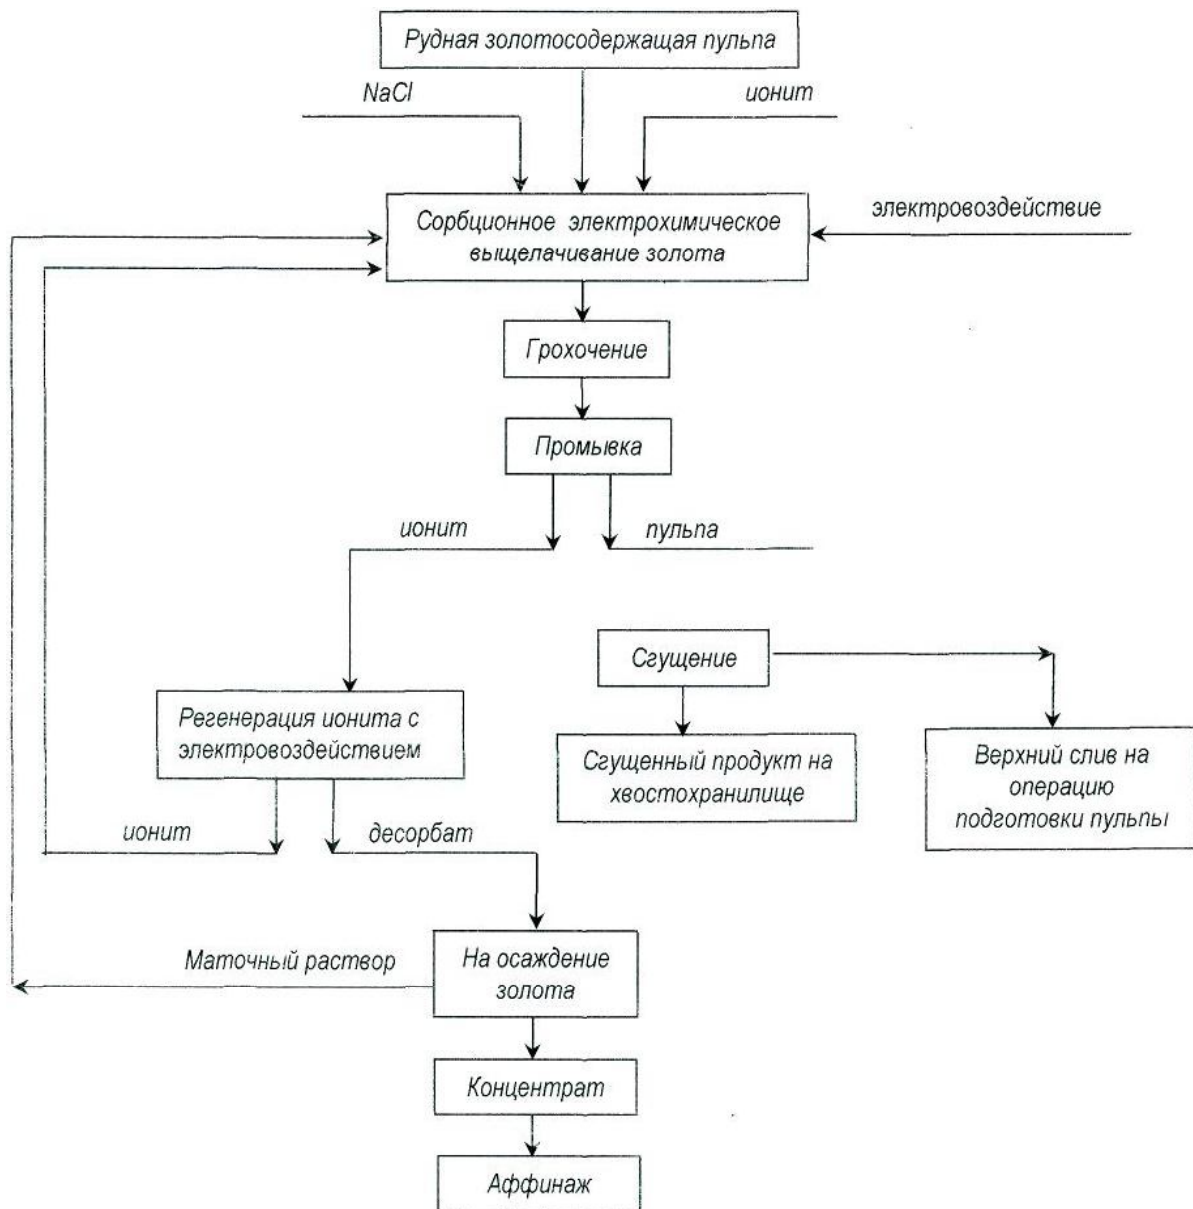 Рудная золотосодержащая пульпа
NaCl
ионит
электровоздействие
Сорбционное электрохимическое
выщелачивание золота
Грохочение
Промывка
ионит
пульпа
Сгущение
Регенерация ионита с
электровоздействием
Сгущенный продукт на
хвостохранилище
Верхний слив на
операцию
подготовки пульпы
ионит
десорбат
Маточный раствор
На осаждение
золота
Концентрат
Аффинаж